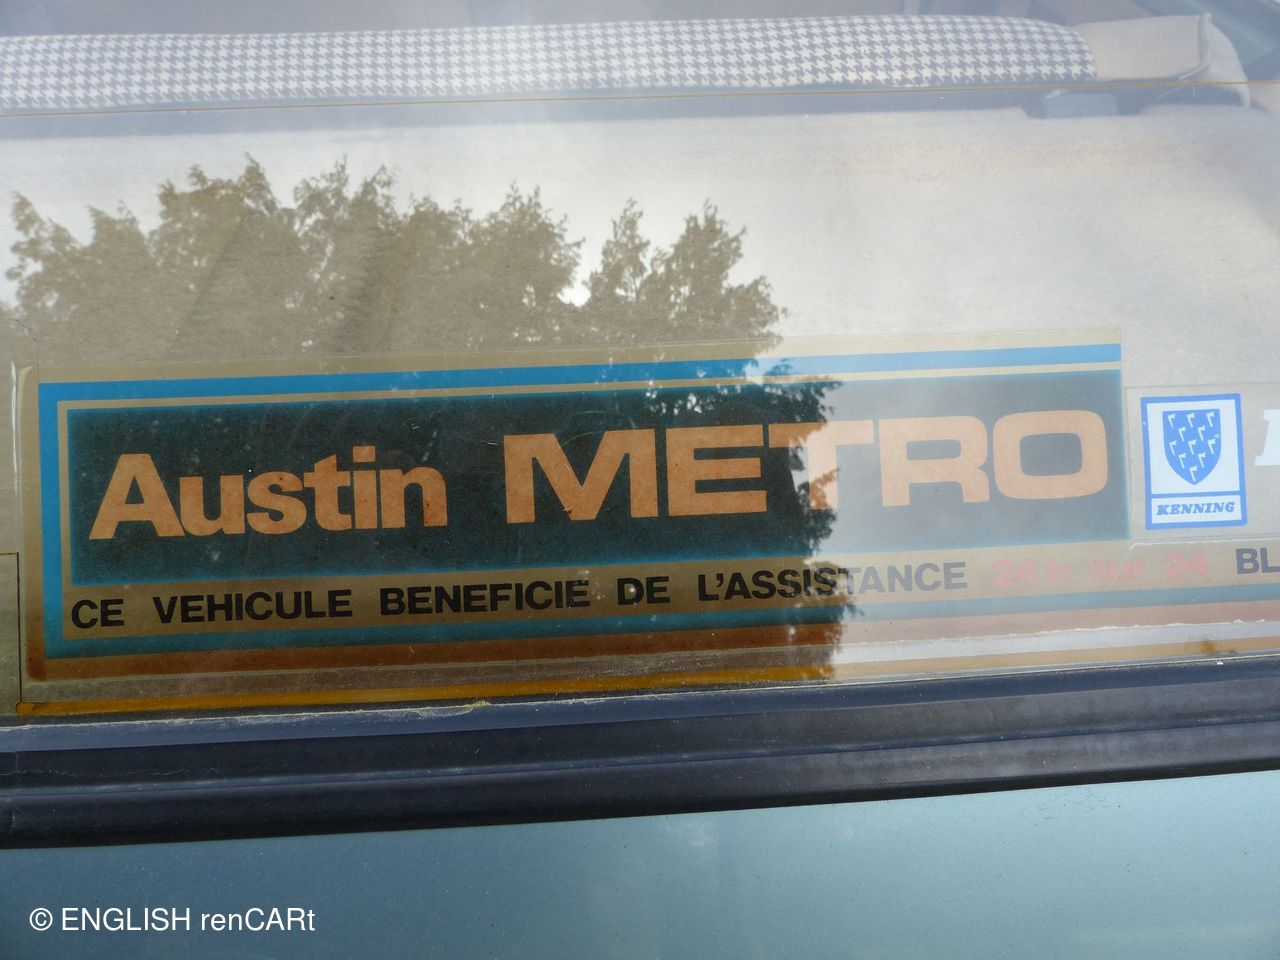 Austin METRO
KENNING
CE VEHICULE BENEFICIE DE L'ASSISTANCE 24 h sur 24 BL
© ENGLISH renCARt